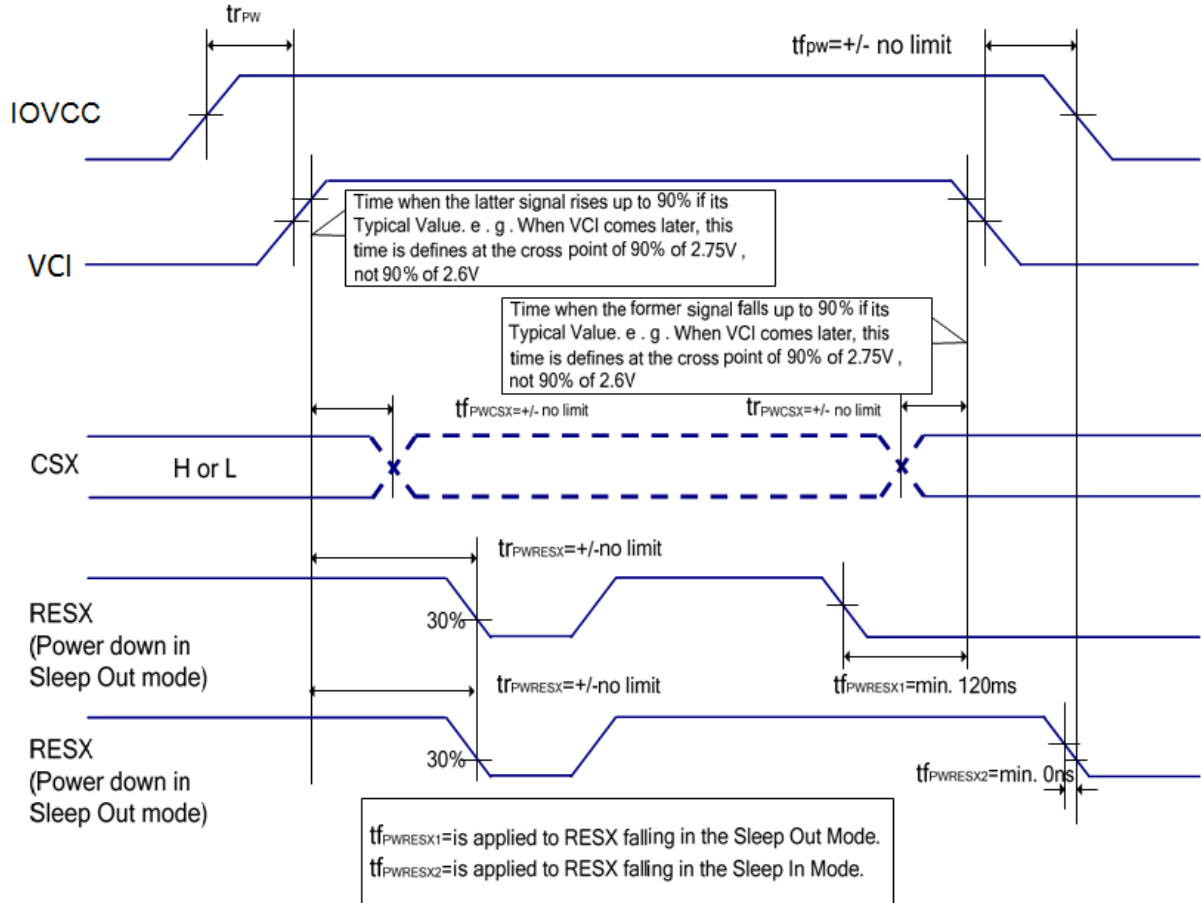 trPW
tfpw=+/- no limit
IOVCC
Time when the latter signal rises up to 90% if its
Typical Value. e . g . When VCI comes later, this
time is defines at the cross point of 90% of 2.75V ,
not 90% of 2.6V
VCI
Time when the former signal falls up to 90% if its
Typical Value. e . g . When VCI comes later, this
time is defines at the cross point of 90% of 2.75V ,
not 90% of 2.6V
tfPWCSX=+/- no limit
trPWCSX=+/- no limit
CSX
H or L
trPWRESX=+/-no limit
RESX
(Power down in
Sleep Out mode)
30%
tfPWRESX1=min. 120ms
trPWRESX=+/-no limit
RESX
(Power down in
Sleep Out mode)
30%
tfPWRESX2=min. 0ns
tfPWRESX1=is applied to RESX falling in the Sleep Out Mode.
tfPWRESX2=is applied to RESX falling in the Sleep In Mode.